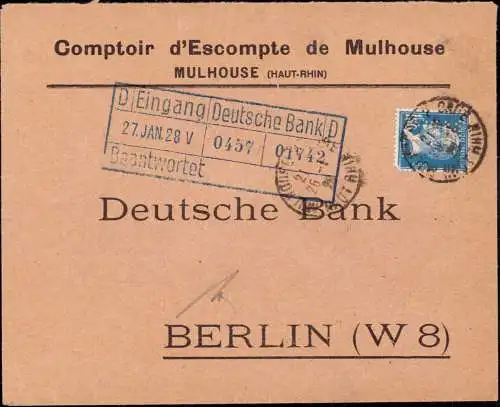 Comptoir d'Escompte de Mulhouse
MULHOUSE (HAUT-RHIN)
D Eingang Deutsche Bank D
27.JAN.28 V 0457 01742
Beantwortet
Deutsche Bank
BERLIN (W 8)